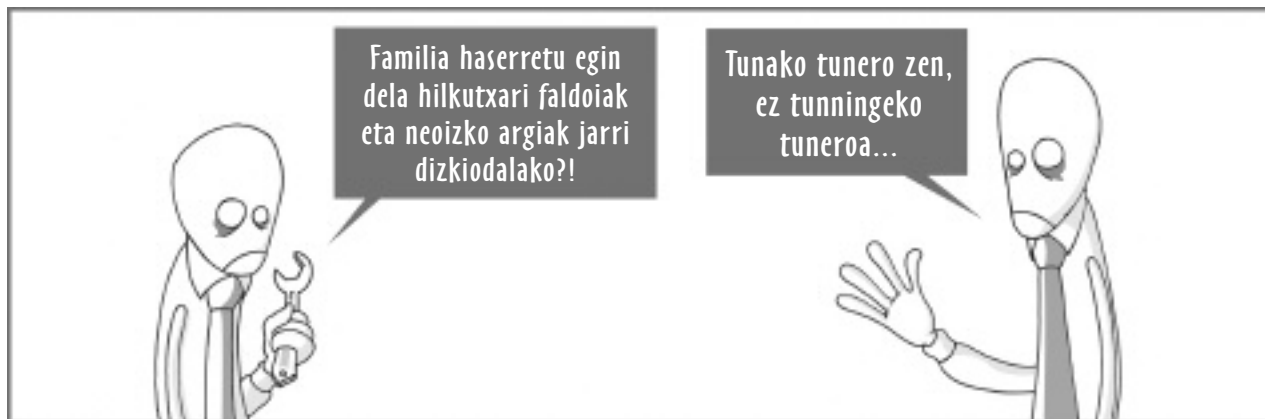 Familia haserretu egin
dela hilkutxari faldoiak
eta neoizko argiak jarri
dizkiodalako?!
Tunako tunero zen,
ez tunningeko
tuneroa...